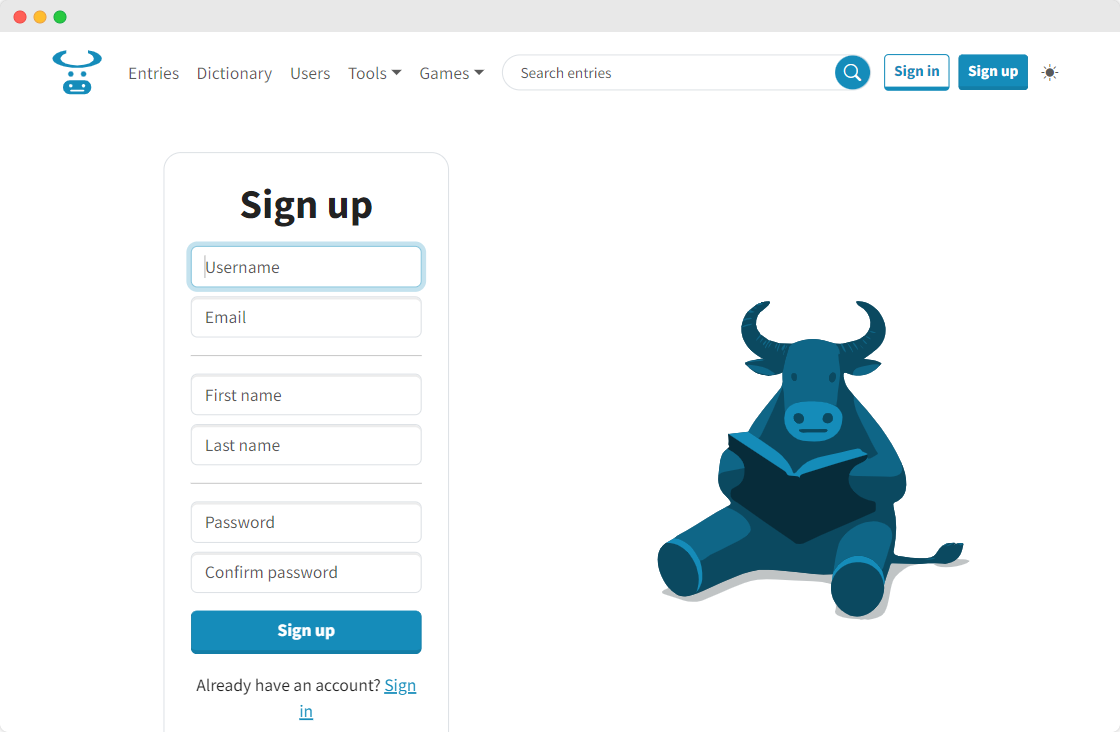 Entries Dictionary Users Tools Games Search entries Sign in Sign up
Sign up
Username
Email
First name
Last name
Password
Confirm password
Sign up
Already have an account? Sign
in